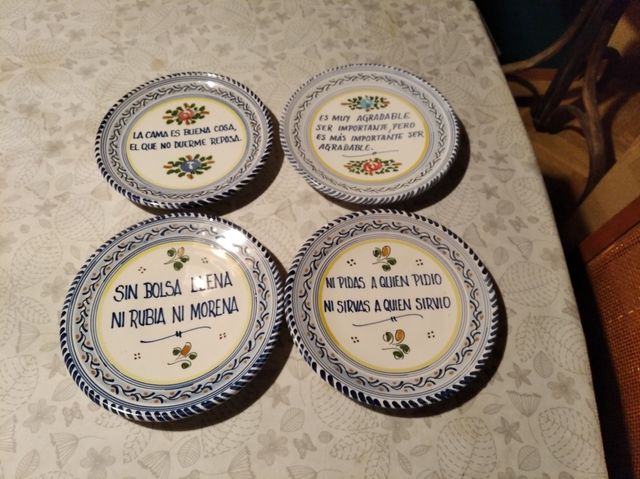 LA CAMA ES BUENA COSA,
EL QUE NO DUERME REPOSA.
ES MUY AGRADABLE
SER IMPORTANTE, PERO
ES MÁS IMPORTANTE SER
AGRADABLE.
SIN BOLSA LLENA
NI RUBIA NI MORENA
NI PIDAS A QUIEN PIDIO
NI SIRVAS A QUIEN SIRVIO